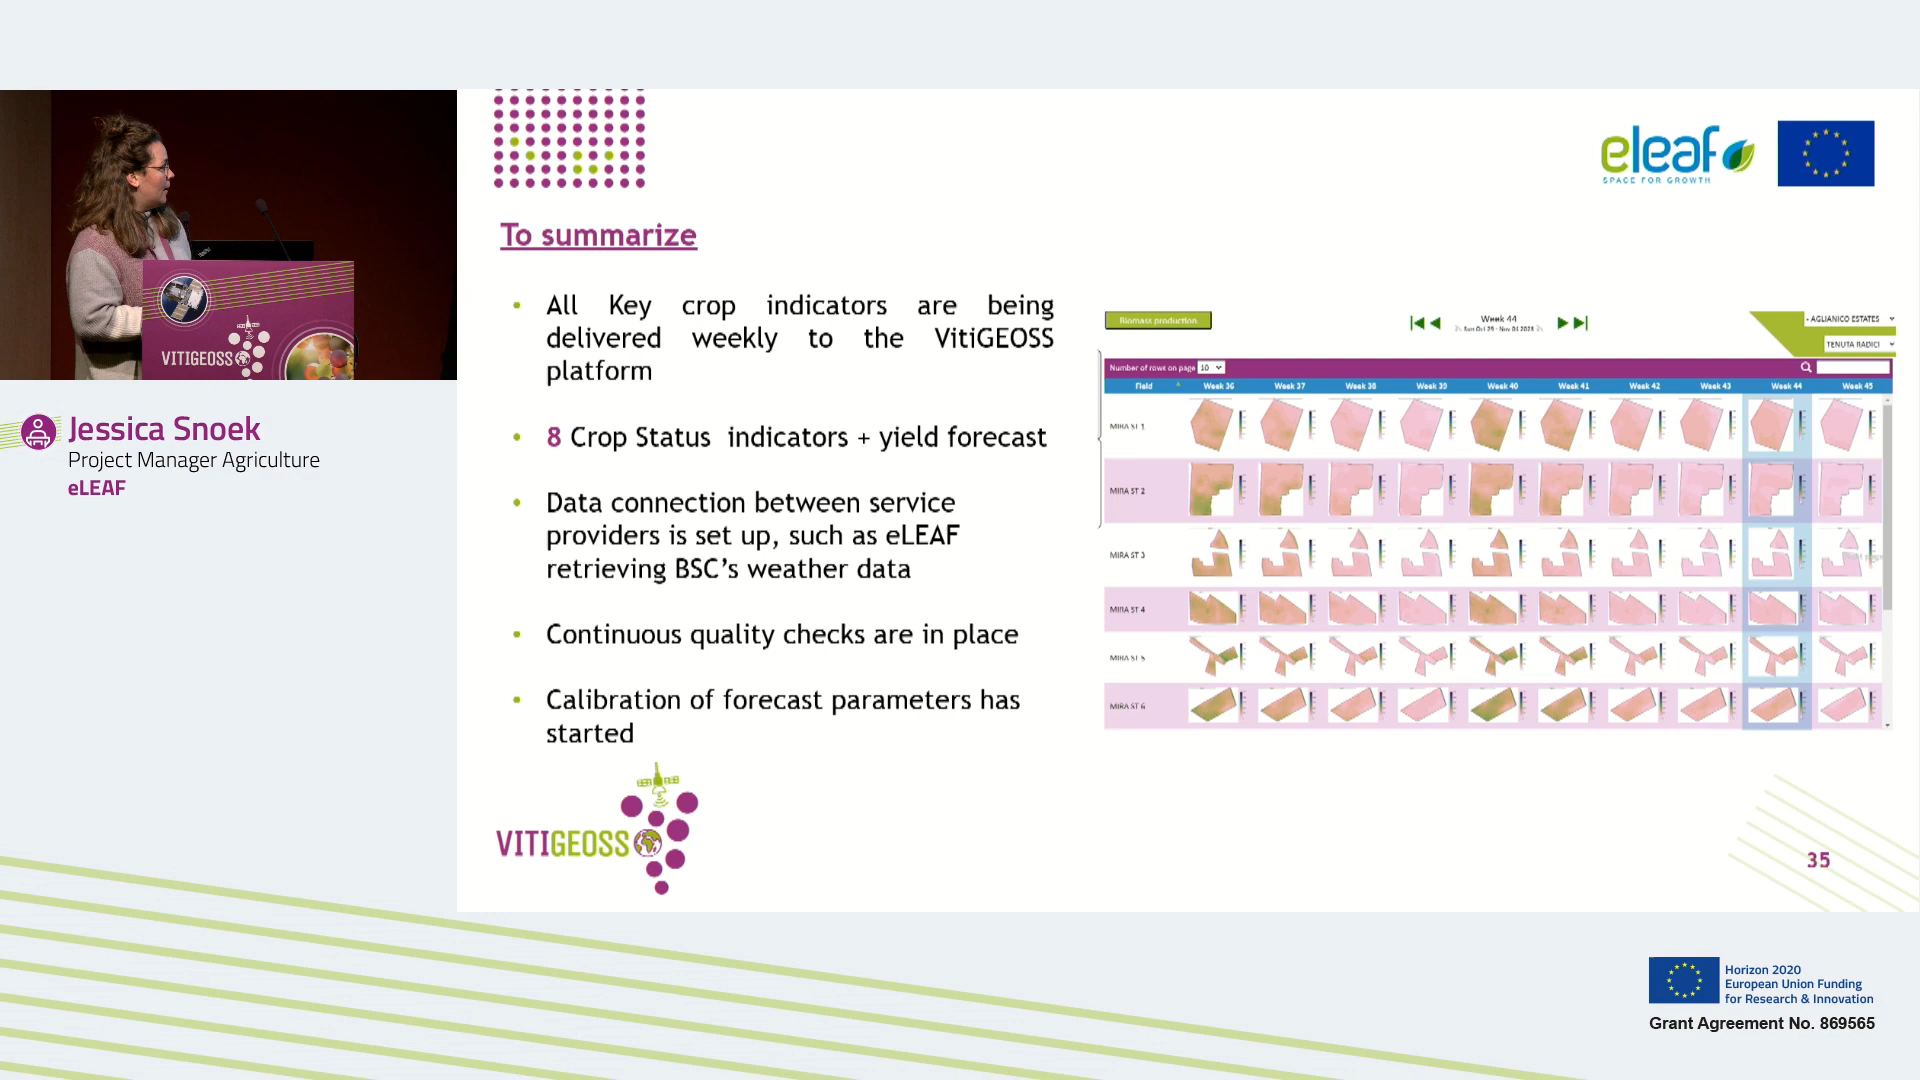 VITIGEOSS
Jessica Snoek
Project Manager Agriculture
eLEAF
eleaf
SPACE FOR GROWTH
To summarize
• All Key crop indicators are being
delivered weekly to the VitiGEOSS
platform
• 8 Crop Status indicators + yield forecast
• Data connection between service
providers is set up, such as eLEAF
retrieving BSC's weather data
• Continuous quality checks are in place
• Calibration of forecast parameters has
started
Biomass production
Week 44
Sun Oct 29 - Nov 04 2023
- AGLIANICO ESTATES
TENUTA RADICI
Number of rows on page 10
Field Week 36 Week 37 Week 38 Week 39 Week 40 Week 41 Week 42 Week 43 Week 44 Week 45
MIRA ST 1
MIRA ST 2
MIRA ST 3
MIRA ST 4
MIRA ST 5
MIRA ST 6
VITIGEOSS
35
Horizon 2020
European Union Funding
for Research & Innovation
Grant Agreement No. 869565